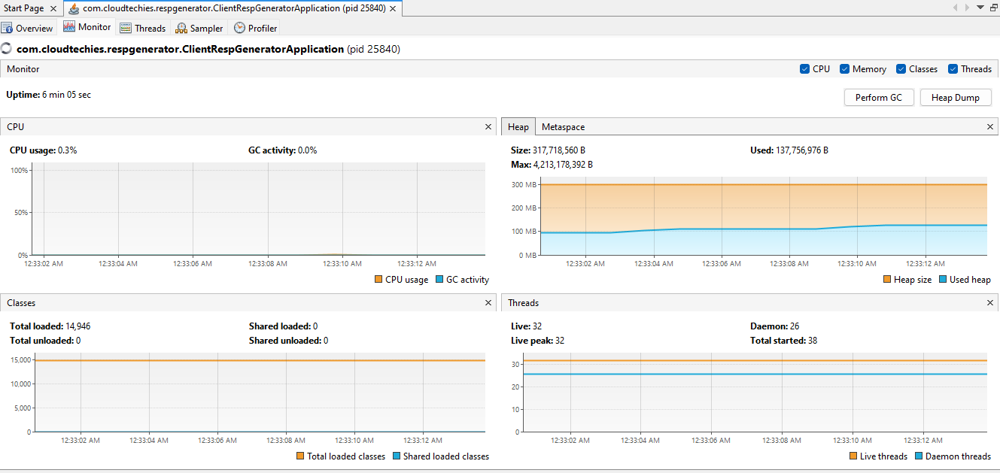 Start Page
com.cloudtechies.respgenerator.ClientRespGeneratorApplication (pid 25840)
Overview Monitor Threads Sampler Profiler
com.cloudtechies.respgenerator.ClientRespGeneratorApplication (pid 25840)
Monitor
CPU Memory Classes Threads
Uptime: 6 min 05 sec
Perform GC Heap Dump
CPU
CPU usage: 0.3% GC activity: 0.0%
100%
50%
0%
12:33:02 AM 12:33:04 AM 12:33:06 AM 12:33:08 AM 12:33:10 AM 12:33:12 AM
CPU usage GC activity
Heap Metaspace
Size: 317,718,560 B Used: 137,756,976 B
Max: 4,213,178,392 B
300 MB
200 MB
100 MB
0 MB
12:33:02 AM 12:33:04 AM 12:33:06 AM 12:33:08 AM 12:33:10 AM 12:33:12 AM
Heap size Used heap
Classes
Total loaded: 14,946 Shared loaded: 0
Total unloaded: 0 Shared unloaded: 0
15,000
10,000
5,000
0
12:33:02 AM 12:33:04 AM 12:33:06 AM 12:33:08 AM 12:33:10 AM 12:33:12 AM
Total loaded classes Shared loaded classes
Threads
Live: 32 Daemon: 26
Live peak: 32 Total started: 38
30
20
10
0
12:33:02 AM 12:33:04 AM 12:33:06 AM 12:33:08 AM 12:33:10 AM 12:33:12 AM
Live threads Daemon threads